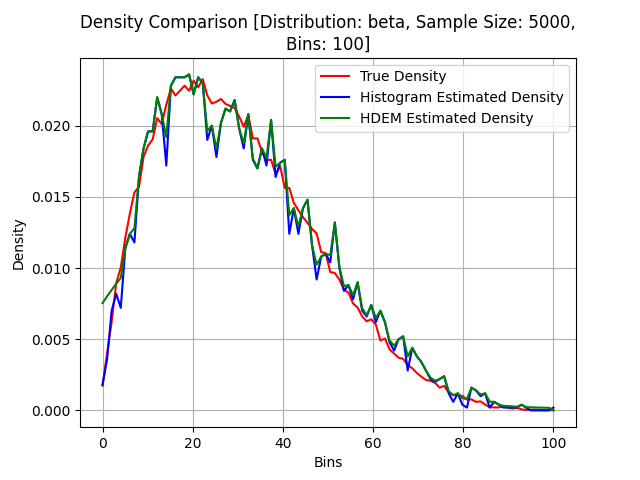 Density Comparison [Distribution: beta, Sample Size: 5000,
Bins: 100]
True Density
Histogram Estimated Density
HDEM Estimated Density
Density
0.020
0.015
0.010
0.005
0.000
0 20 40 60 80 100
Bins